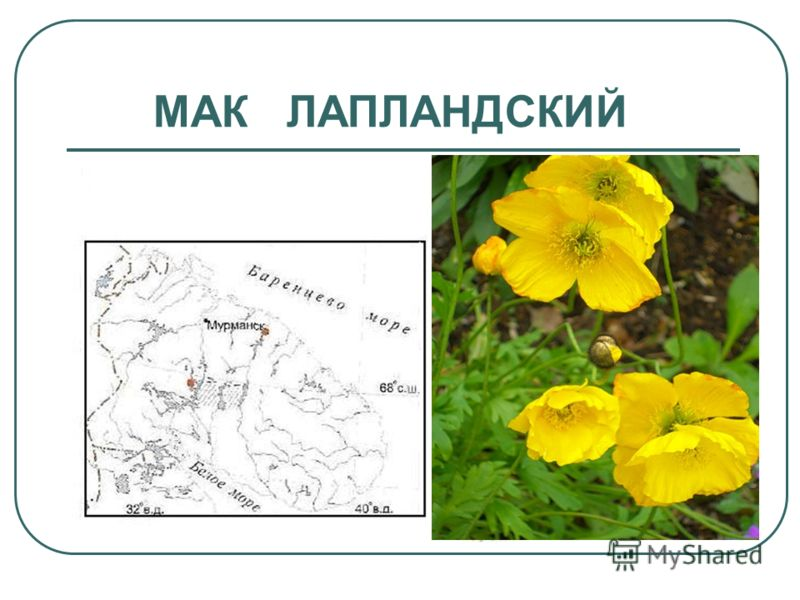 МАК ЛАПЛАНДСКИЙ
Баренцево море
Мурманск
68° с.ш.
Белое море
32° в.д.
40° в.д.
MyShared